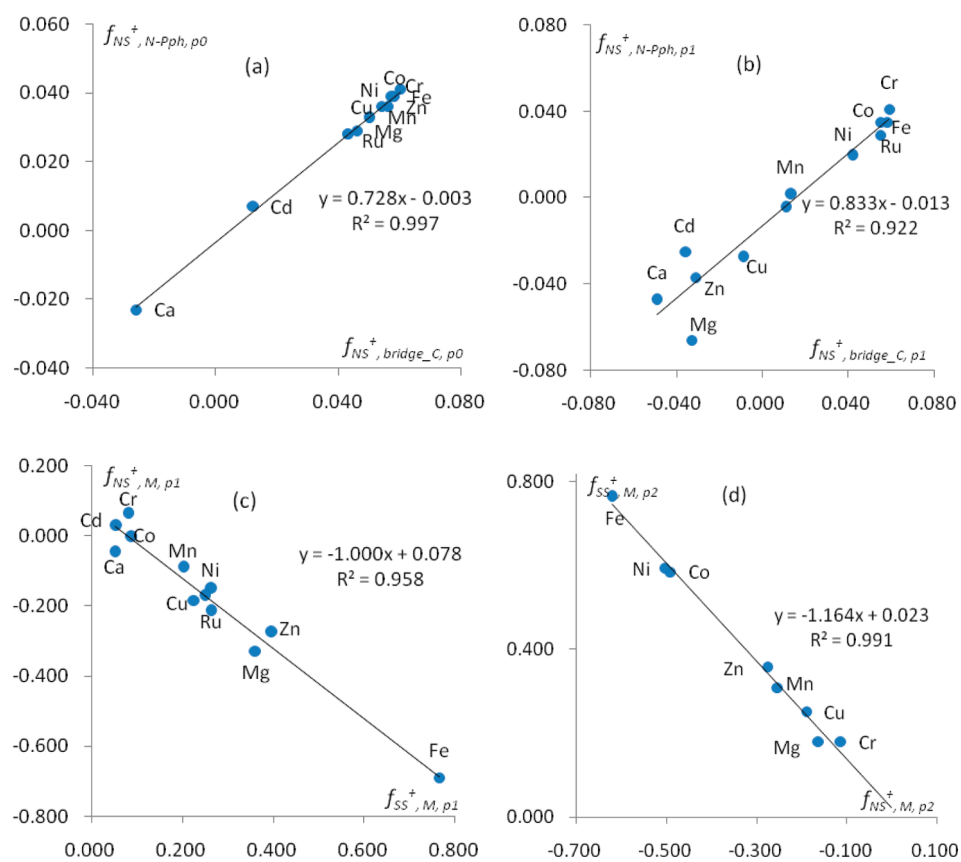 0.060
f NS+, N-Pph, p0
(a)
0.040
Co
Ni
Cr
Fe
Cu
Zn
Mn
Mg
Ru
0.020
y = 0.728x - 0.003
R² = 0.997
Cd
0.000
-0.020
Ca
f NS+, bridge_C, p0
-0.040
-0.040 0.000 0.040 0.080
0.080
f NS+, N-Pph, p1
(b)
Cr
0.040
Co
Fe
Ni
Ru
Mn
0.000
y = 0.833x - 0.013
R² = 0.922
Cd
Cu
-0.040
Ca
Zn
Mg
f NS+, bridge_C, p1
-0.080
-0.080 -0.040 0.000 0.040 0.080
0.200
f NS+, M, p1
(c)
Cr
Cd
Co
0.000
Ca
Mn
Ni
y = -1.000x + 0.078
R² = 0.958
-0.200
Cu
Ru
Zn
Mg
-0.400
-0.600
Fe
f SS+, M, p1
-0.800
0.000 0.200 0.400 0.600 0.800
0.800
f SS+, M, p2
(d)
Fe
Ni
Co
y = -1.164x + 0.023
R² = 0.991
0.400
Zn
Mn
Cu
Mg
Cr
f NS+, M, p2
0.000
-0.700 -0.500 -0.300 -0.100 0.100